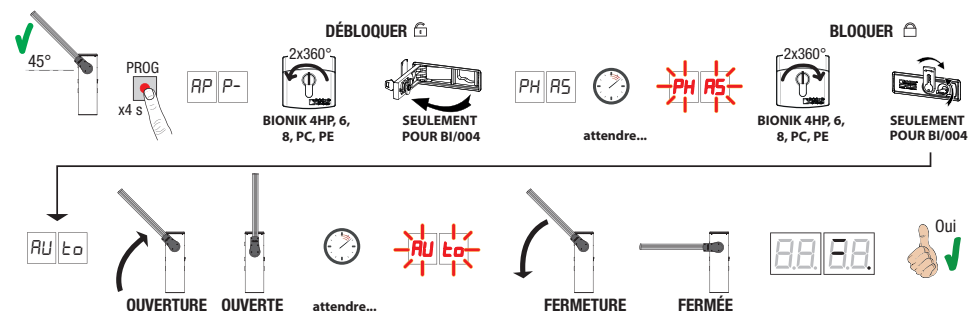 DÉBLOQUER
BLOQUER
45°
PROG
x4 s
AP P-
2x360°
BIONIK 4HP, 6,
8, PC, PE
SEULEMENT
POUR BI/004
PH AS
attendre...
PH AS
2x360°
BIONIK 4HP, 6,
8, PC, PE
SEULEMENT
POUR BI/004
AU to
OUVERTURE
OUVERTE
attendre...
AU to
FERMETURE
FERMÉE
Oui